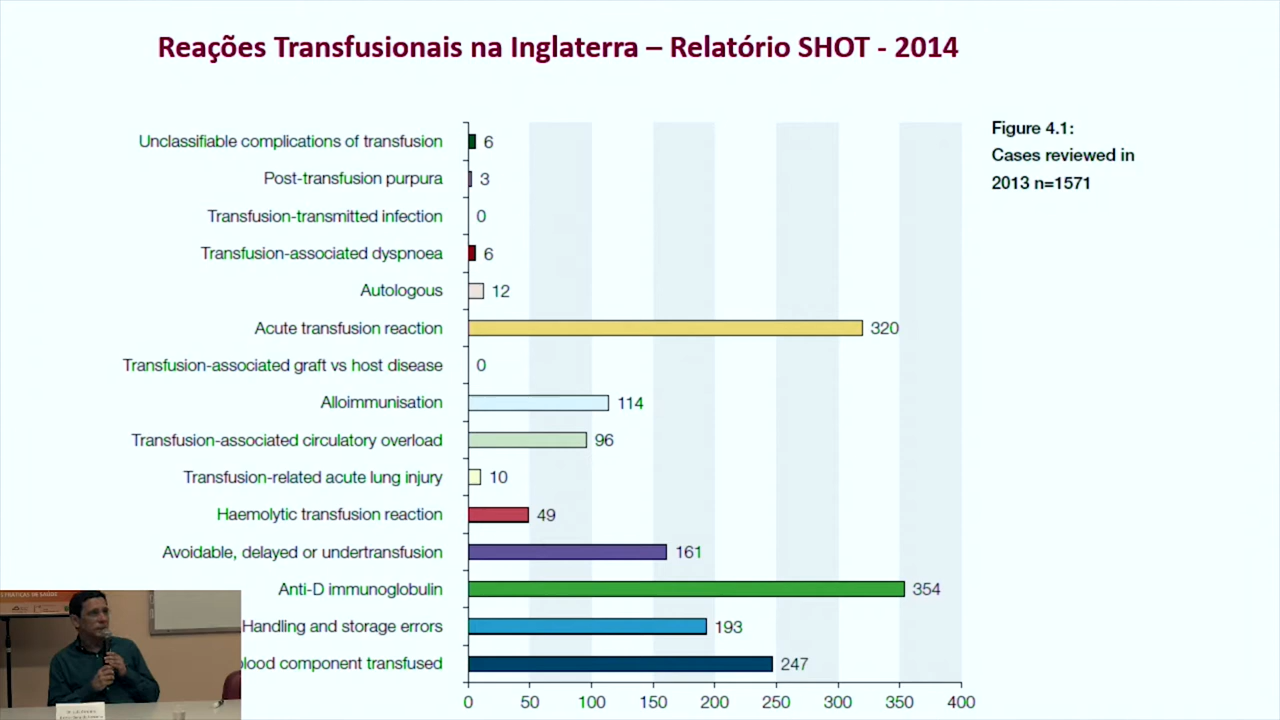 Reações Transfusionais na Inglaterra – Relatório SHOT - 2014
Figure 4.1:
Cases reviewed in
2013 n=1571
Unclassifiable complications of transfusion 6
Post-transfusion purpura 3
Transfusion-transmitted infection 0
Transfusion-associated dyspnoea 6
Autologous 12
Acute transfusion reaction 320
Transfusion-associated graft vs host disease 0
Alloimmunisation 114
Transfusion-associated circulatory overload 96
Transfusion-related acute lung injury 10
Haemolytic transfusion reaction 49
Avoidable, delayed or undertransfusion 161
Anti-D immunoglobulin 354
Handling and storage errors 193
blood component transfused 247
0 50 100 150 200 250 300 350 400
PRÁTICAS DE SAÚDE